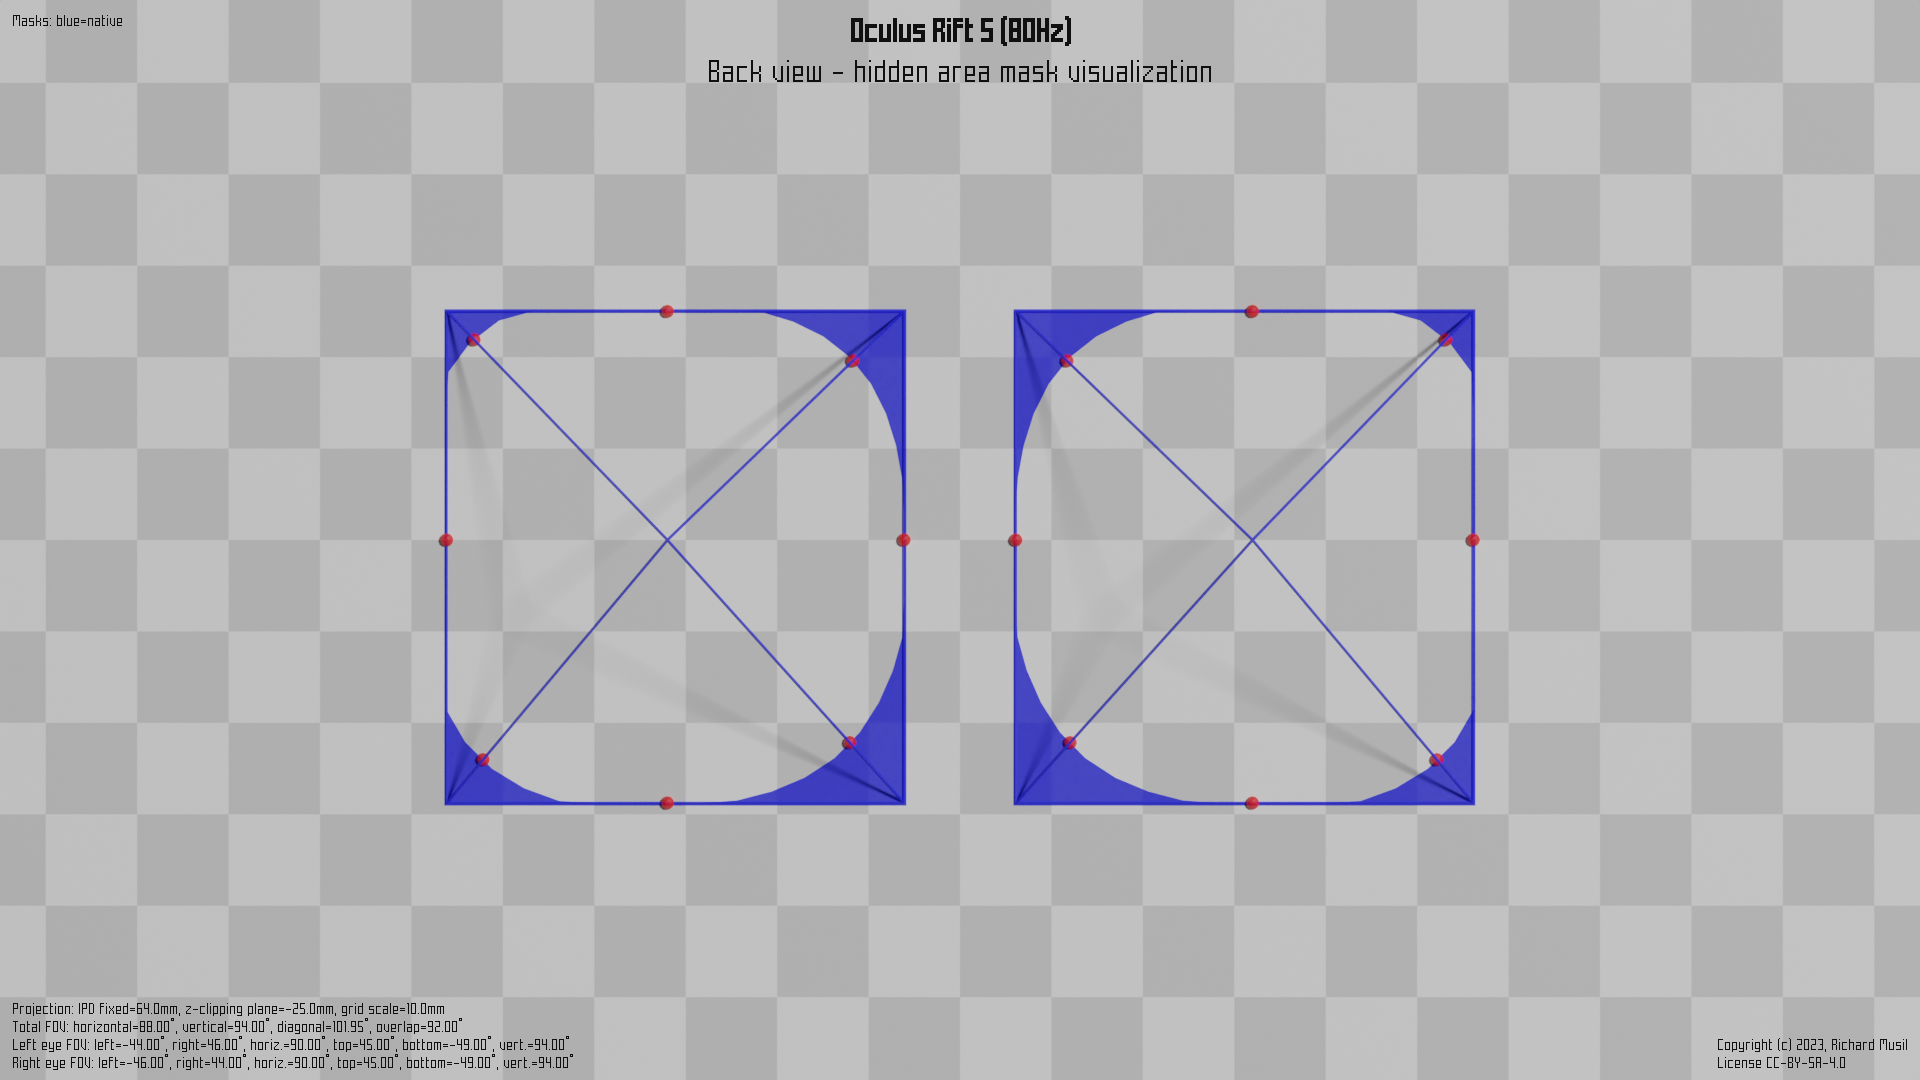 Masks: blue=native
Oculus Rift S (80Hz)
Back view - hidden area mask visualization
Projection: IPD fixed=64.0mm, z-clipping plane=-25.0mm, grid scale=10.0mm
Total FOV: horizontal=88.00°, vertical=94.00°, diagonal=101.95°, overlap=92.00°
Left eye FOV: left=-44.00°, right=46.00°, horiz.=90.00°, top=45.00°, bottom=-49.00°, vert.=94.00°
Right eye FOV: left=-46.00°, right=44.00°, horiz.=90.00°, top=45.00°, bottom=-49.00°, vert.=94.00°
Copyright (c) 2023, Richard Musil
License CC-BY-SA-4.0